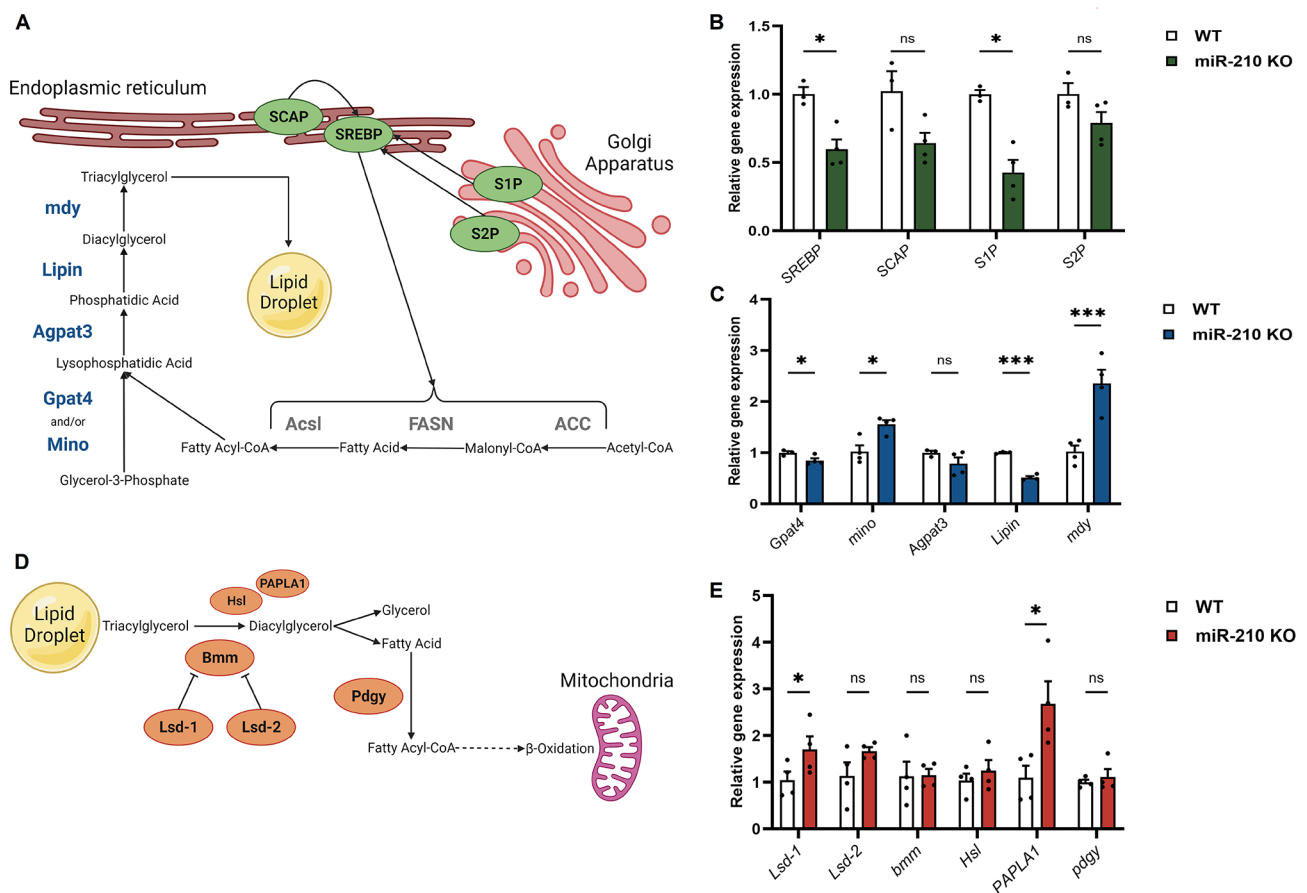 A
Endoplasmic reticulum
SCAP
SREBP
Golgi
Apparatus
S1P
S2P
Triacylglycerol
mdy
Diacylglycerol
Lipin
Phosphatidic Acid
Agpat3
Lysophosphatidic Acid
Gpat4
and/or
Mino
Glycerol-3-Phosphate
Lipid
Droplet
Acsl
FASN
ACC
Fatty Acyl-CoA
Fatty Acid
Malonyl-CoA
Acetyl-CoA
B
Relative gene expression
1.5
1.0
0.5
0.0
*
ns
*
ns
SREBP
SCAP
S1P
S2P
WT
miR-210 KO
C
Relative gene expression
4
3
2
1
0
*
*
ns
***
***
Gpat4
mino
Agpat3
Lipin
mdy
WT
miR-210 KO
D
Lipid
Droplet
Triacylglycerol
Hsl
PAPLA1
Diacylglycerol
Glycerol
Fatty Acid
Bmm
Lsd-1
Lsd-2
Pdgy
Mitochondria
Fatty Acyl-CoA
β-Oxidation
E
Relative gene expression
5
4
3
2
1
0
*
ns
ns
ns
*
ns
Lsd-1
Lsd-2
bmm
Hsl
PAPLA1
pdgy
WT
miR-210 KO